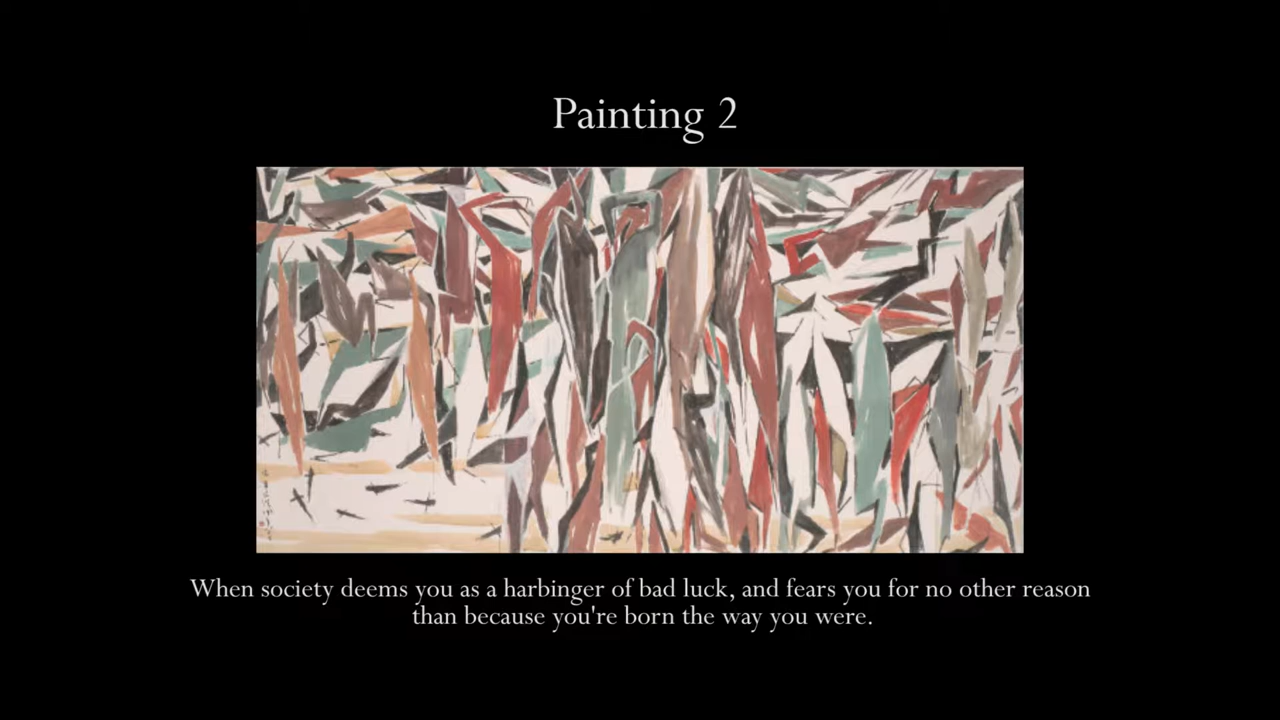 Painting 2
When society deems you as a harbinger of bad luck, and fears you for no other reason
than because you're born the way you were.